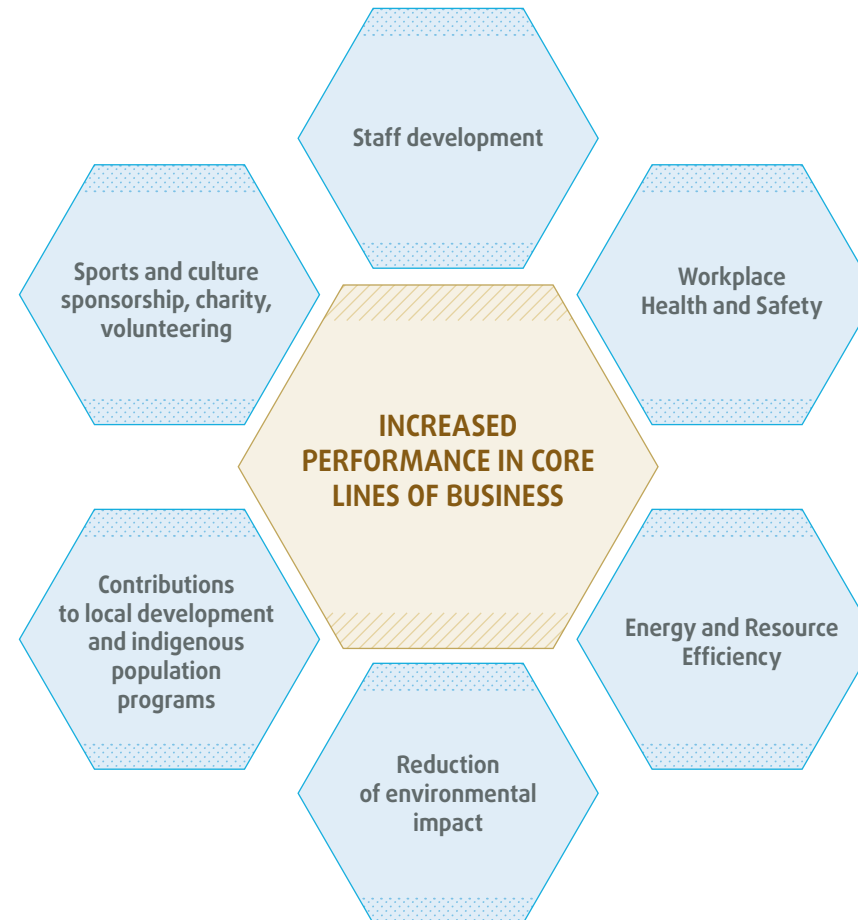 Staff development
Sports and culture
sponsorship, charity,
volunteering
Workplace
Health and Safety
INCREASED
PERFORMANCE IN CORE
LINES OF BUSINESS
Contributions
to local development
and indigenous
population
programs
Energy and Resource
Efficiency
Reduction
of environmental
impact